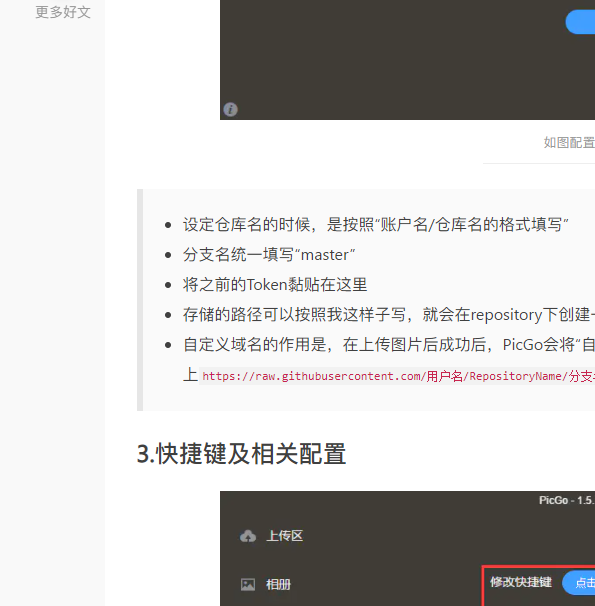 更多好文
如图配置
设定仓库名的时候，是按照“账户名/仓库名的格式填写”
分支名统一填写“master”
将之前的Token黏贴在这里
存储的路径可以按照我这样子写，就会在repository下创建一
自定义域名的作用是，在上传图片后成功后，PicGo会将“自
上 https://raw.githubusercontent.com/用户名/RepositoryName/分支
3.快捷键及相关配置
PicGo - 1.5.
上传区
修改快捷键 点击
相册